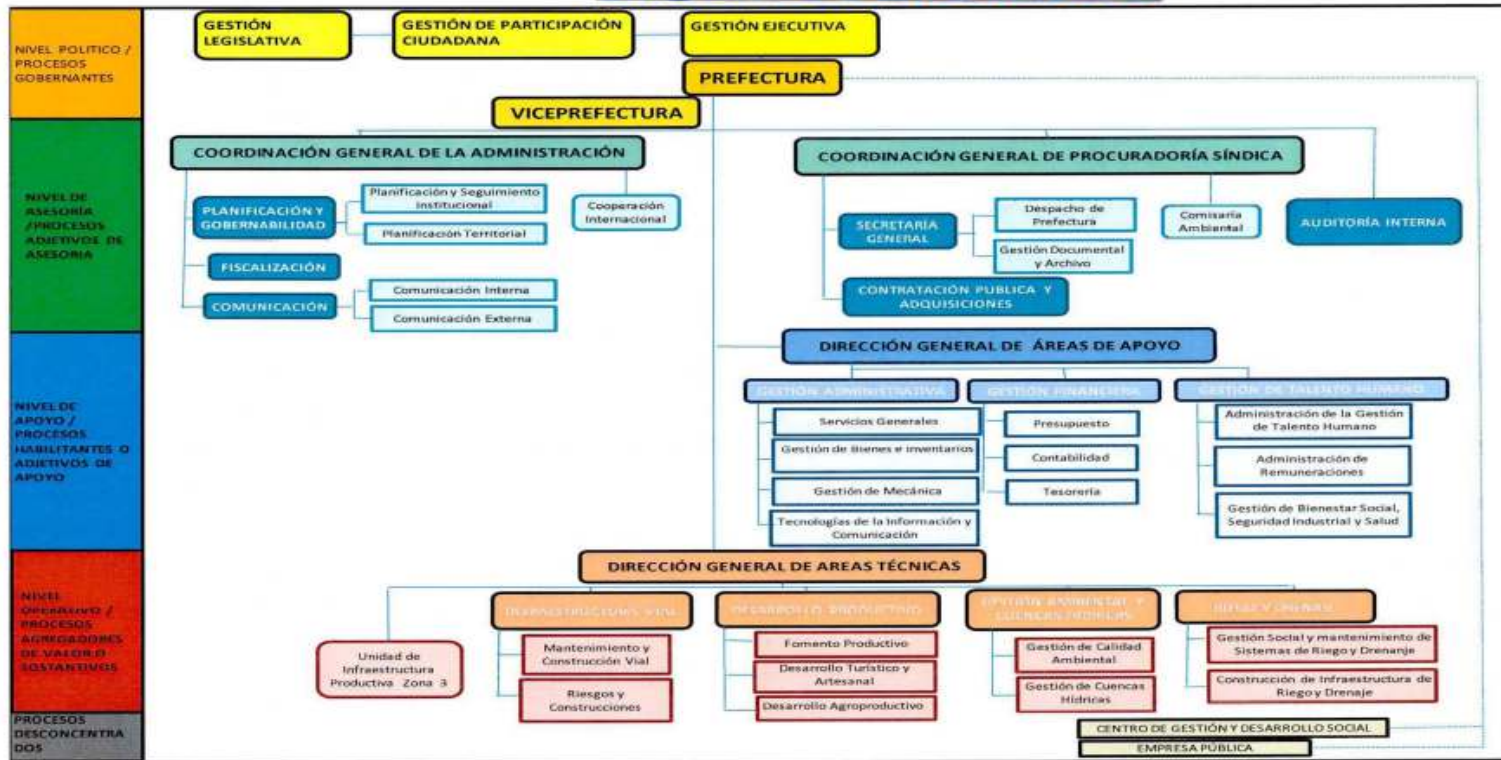 GESTIÓN
LEGISLATIVA
GESTIÓN DE PARTICIPACIÓN
CIUDADANA
GESTIÓN EJECUTIVA
NIVEL POLITICO /
PROCESOS
GOBERNANTES
PREFECTURA
VICEPREFECTURA
COORDINACIÓN GENERAL DE LA ADMINISTRACIÓN
COORDINACIÓN GENERAL DE PROCURADORÍA SÍNDICA
NIVEL DE
ASESORÍA
/PROCESOS
ADJETIVOS DE
ASESORIA
PLANIFICACIÓN Y
GOBERNABILIDAD
Planificación y Seguimiento
institucional
Planificación Territorial
Cooperación
Internacional
FISCALIZACIÓN
COMUNICACIÓN
Comunicación Interna
Comunicación Externa
SECRETARÍA
GENERAL
Despacho de
Prefectura
Gestión Documental
y Archivo
Comisaría
Ambiental
AUDITORÍA INTERNA
CONTRATACIÓN PUBLICA Y
ADQUISICIONES
NIVEL DE
APOYO /
PROCESOS
HABILITANTES O
ADJETIVOS DE
APOYO
DIRECCIÓN GENERAL DE ÁREAS DE APOYO
GESTIÓN ADMINISTRATIVA
Servicios Generales
Gestión de Bienes e inventarios
Gestión de Mecánica
Tecnologías de la Información y
Comunicación
GESTIÓN FINANCIERA
Presupuesto
Contabilidad
Tesorería
GESTIÓN DE TALENTO HUMANO
Administración de la Gestión
de Talento Humano
Administración de
Remuneraciones
Gestión de Bienestar Social,
Seguridad Industrial y Salud
NIVEL
OPERATIVO /
PROCESOS
AGREGADORES
DE VALOR O
SOSTANTIVOS
DIRECCIÓN GENERAL DE AREAS TÉCNICAS
Unidad de
Infraestructura
Productiva Zona 3
INFRAESTRUCTURA VIAL
Mantenimiento y
Construcción Vial
Riesgos y
Construcciones
DESARROLLO PRODUCTIVO
Fomento Productivo
Desarrollo Turístico y
Artesanal
Desarrollo Agroproductivo
GESTIÓN AMBIENTAL Y
CUENCAS HÍDRICAS
Gestión de Calidad
Ambiental
Gestión de Cuencas
Hídricas
Gestión Social y mantenimiento de
Sistemas de Riego y Drenanje
Construcción de Infraestructura de
Riego y Drenaje
PROCESOS
DESCONCENTRA
DOS
CENTRO DE GESTIÓN Y DESARROLLO SOCIAL
EMPRESA PÚBLICA